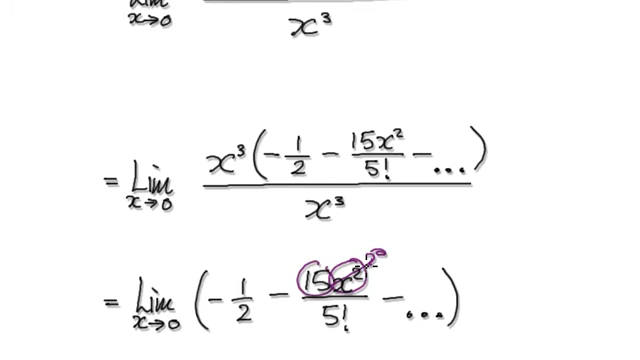 Lim x→0 x³
= Lim x→0 x³(-1/2 - 15x²/5! - ...) / x³
= Lim x→0 (-1/2 - 15x²/5! - ...)